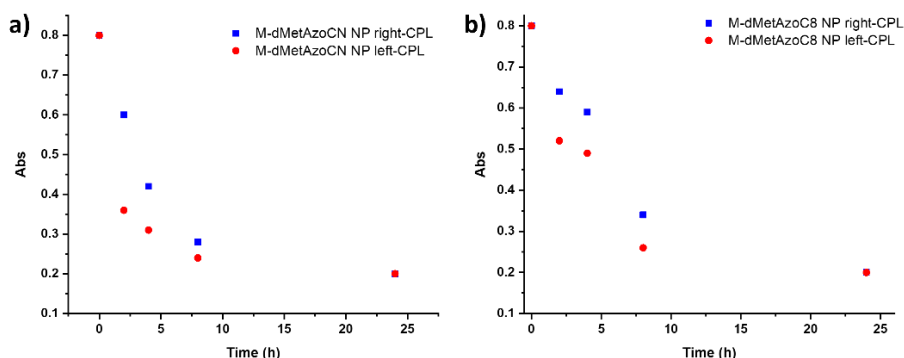 a)
M-dMetAzoCN NP right-CPL
M-dMetAzoCN NP left-CPL
Abs
0.8
0.7
0.6
0.5
0.4
0.3
0.2
0.1
0 5 10 15 20 25
Time (h)
b)
M-dMetAzoC8 NP right-CPL
M-dMetAzoC8 NP left-CPL
Abs
0.8
0.7
0.6
0.5
0.4
0.3
0.2
0.1
0 5 10 15 20 25
Time (h)